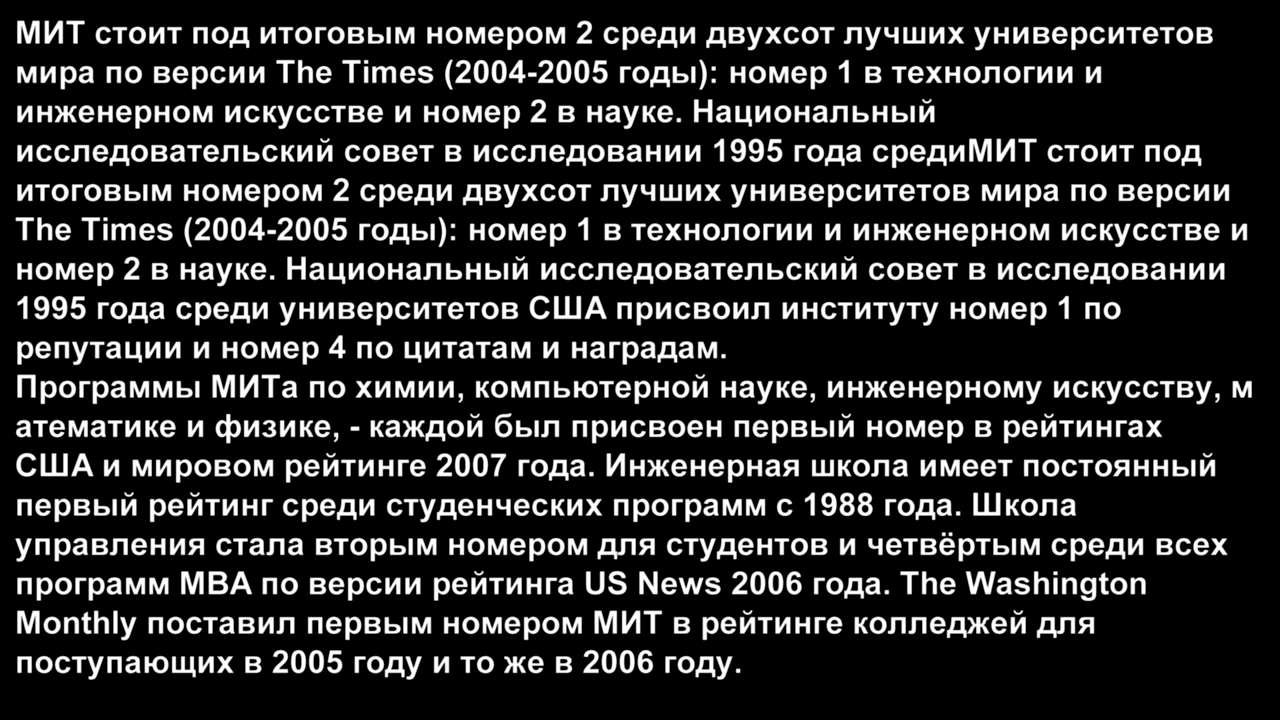 МИТ стоит под итоговым номером 2 среди двухсот лучших университетов
мира по версии The Times (2004-2005 годы): номер 1 в технологии и
инженерном искусстве и номер 2 в науке. Национальный
исследовательский совет в исследовании 1995 года средиМИТ стоит под
итоговым номером 2 среди двухсот лучших университетов мира по версии
The Times (2004-2005 годы): номер 1 в технологии и инженерном искусстве и
номер 2 в науке. Национальный исследовательский совет в исследовании
1995 года среди университетов США присвоил институту номер 1 по
репутации и номер 4 по цитатам и наградам.
Программы МИТа по химии, компьютерной науке, инженерному искусству, м
атематике и физике, - каждой был присвоен первый номер в рейтингах
США и мировом рейтинге 2007 года. Инженерная школа имеет постоянный
первый рейтинг среди студенческих программ с 1988 года. Школа
управления стала вторым номером для студентов и четвёртым среди всех
программ MBA по версии рейтинга US News 2006 года. The Washington
Monthly поставил первым номером МИТ в рейтинге колледжей для
поступающих в 2005 году и то же в 2006 году.